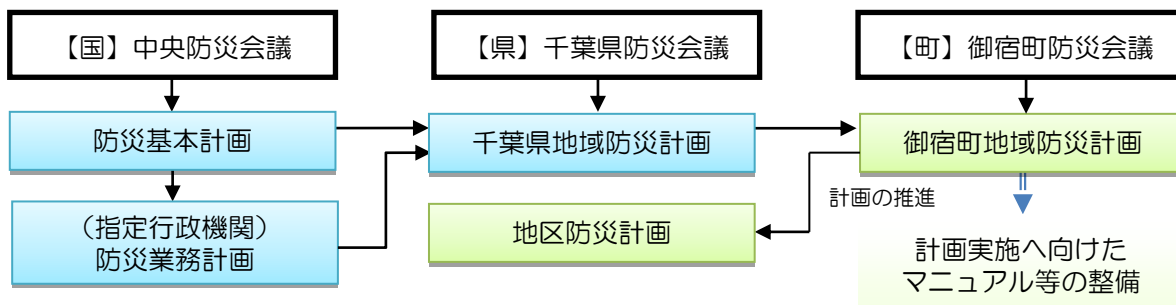 【国】中央防災会議
【県】千葉県防災会議
【町】御宿町防災会議
防災基本計画
千葉県地域防災計画
御宿町地域防災計画
計画の推進
(指定行政機関)
防災業務計画
地区防災計画
計画実施へ向けた
マニュアル等の整備